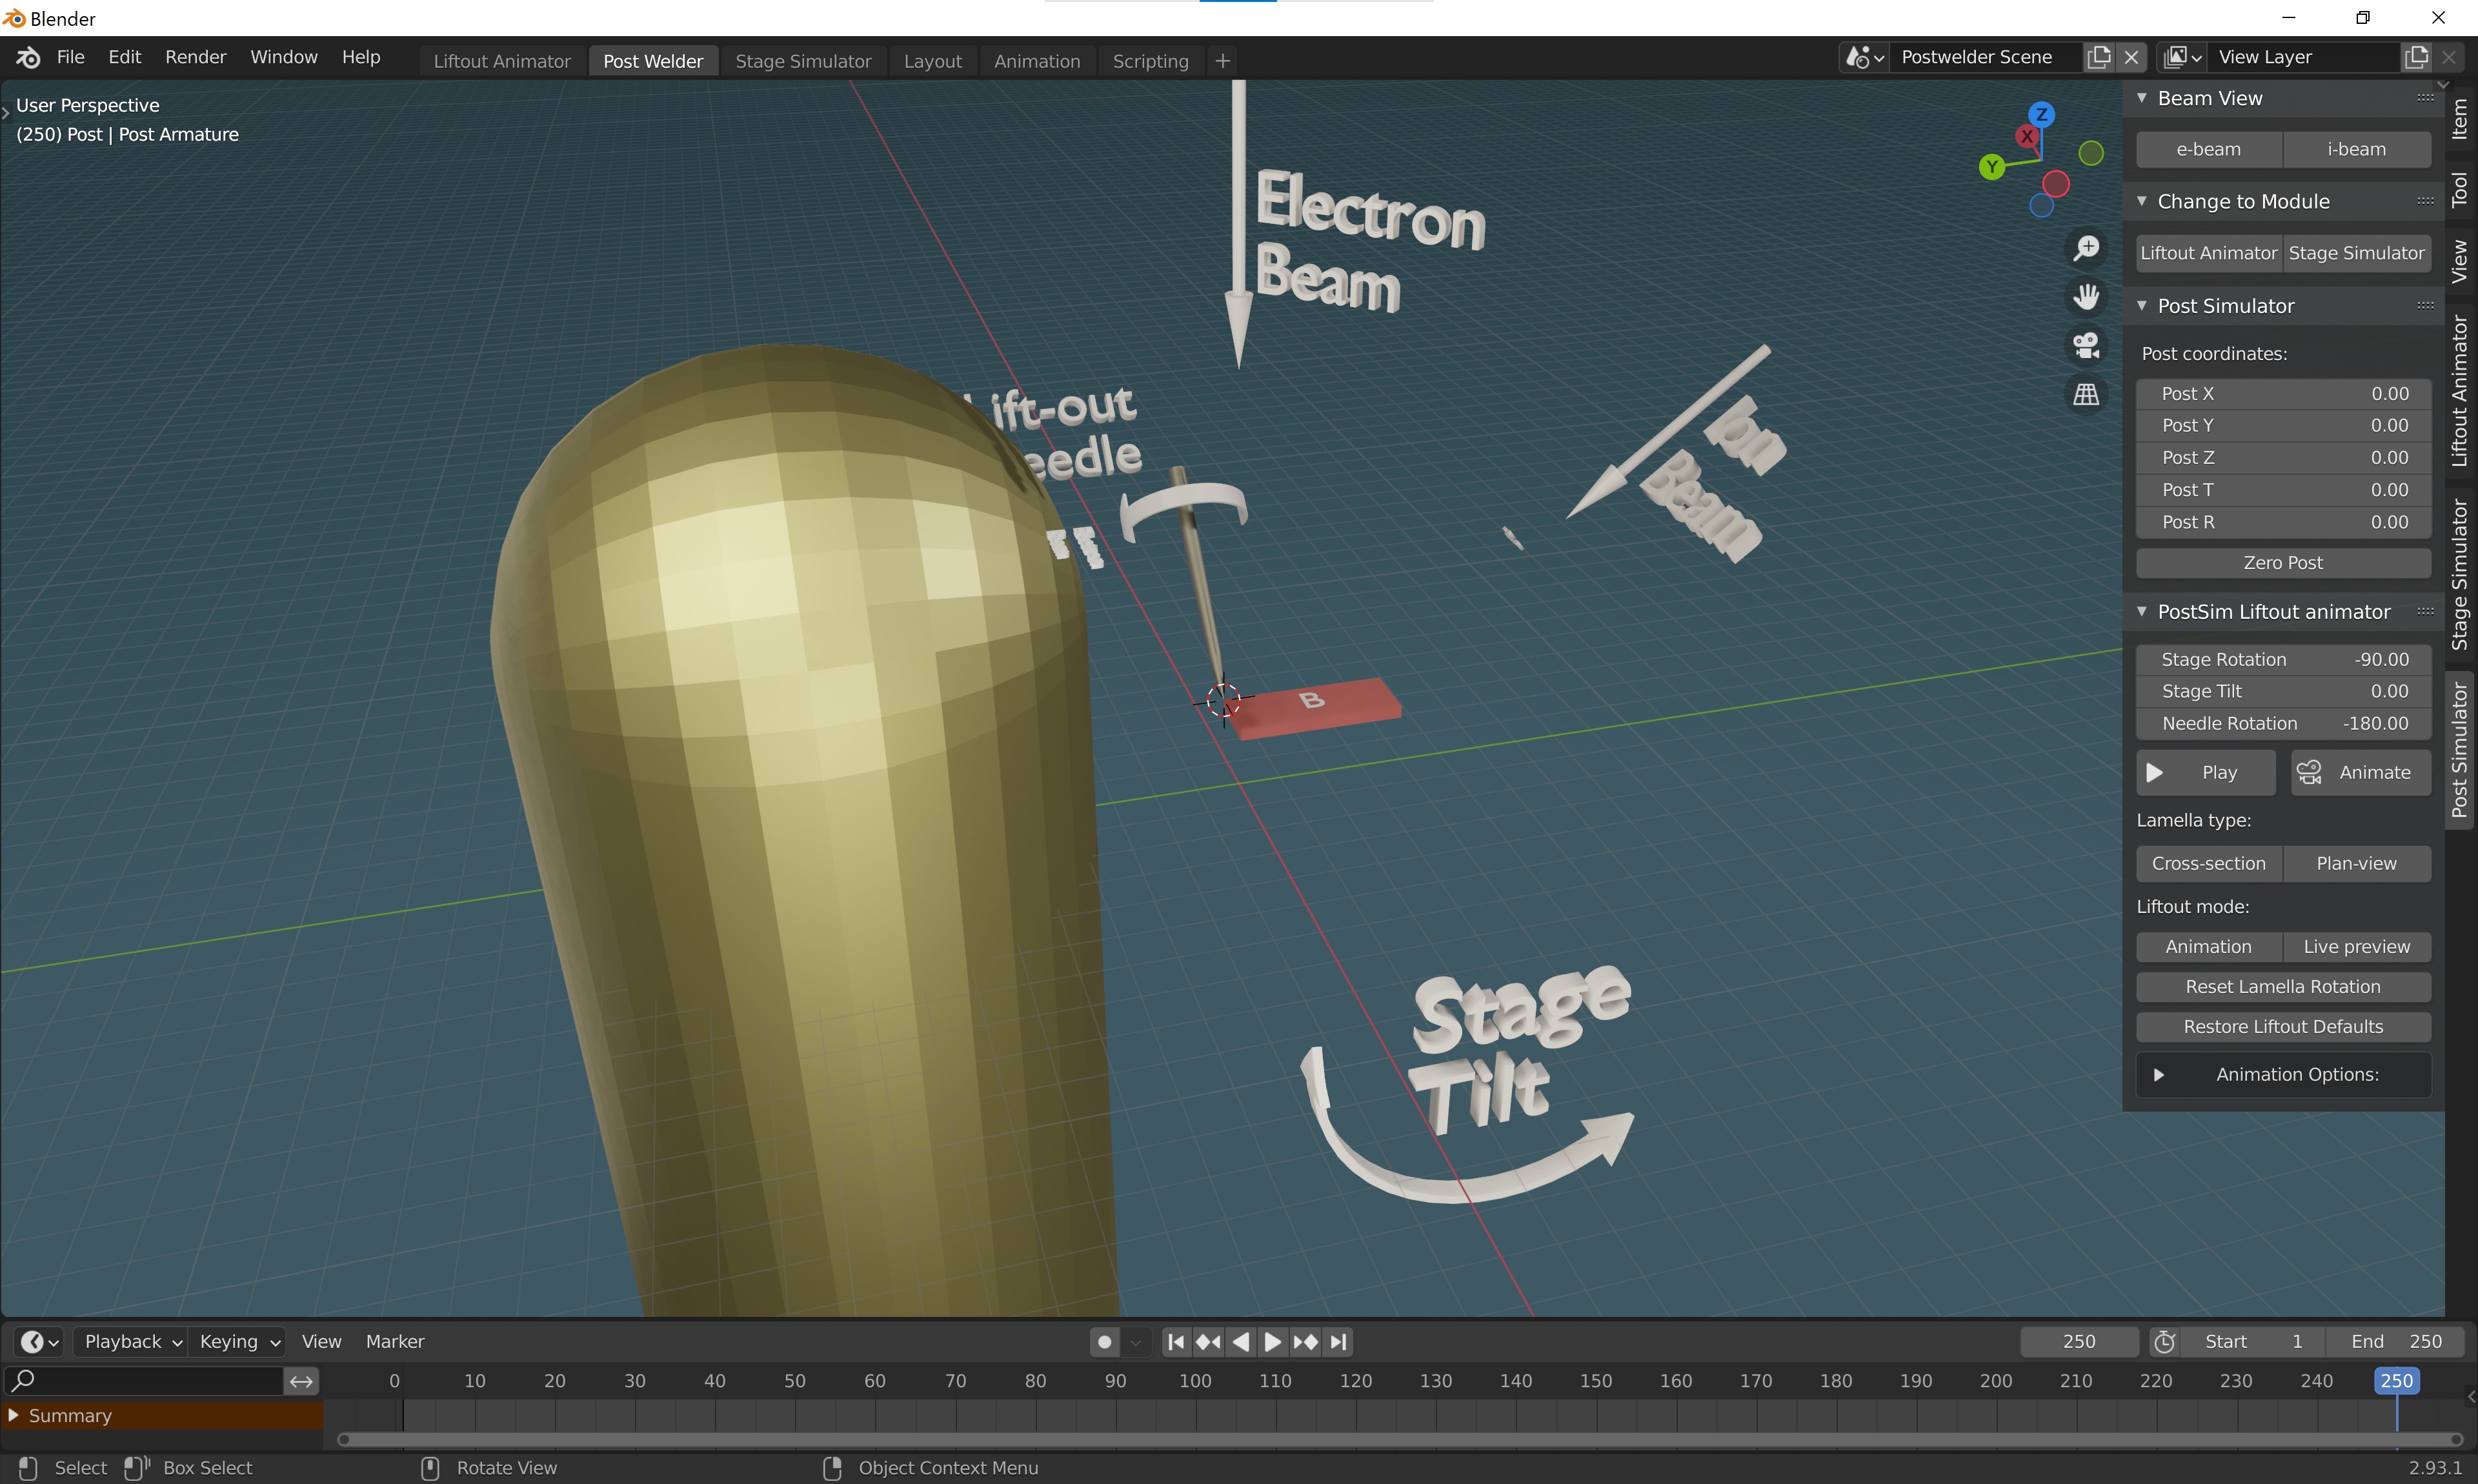 Blender
File Edit Render Window Help Liftout Animator Post Welder Stage Simulator Layout Animation Scripting + Postwelder Scene View Layer
User Perspective
(250) Post | Post Armature
Electron
Beam
Lift-out
eedle
Ion
Beam
B
Stage
Tilt
Z
X
Y
Beam View
e-beam i-beam
Change to Module
Liftout Animator Stage Simulator
Post Simulator
Post coordinates:
Post X 0.00
Post Y 0.00
Post Z 0.00
Post T 0.00
Post R 0.00
Zero Post
PostSim Liftout animator
Stage Rotation -90.00
Stage Tilt 0.00
Needle Rotation -180.00
Play Animate
Lamella type:
Cross-section Plan-view
Liftout mode:
Animation Live preview
Reset Lamella Rotation
Restore Liftout Defaults
Animation Options:
Item
Tool
View
Liftout Animator
Stage Simulator
Post Simulator
Playback Keying View Marker 250 Start 1 End 250
0 10 20 30 40 50 60 70 80 90 100 110 120 130 140 150 160 170 180 190 200 210 220 230 240 250
Summary
Select Box Select Rotate View Object Context Menu 2.93.1